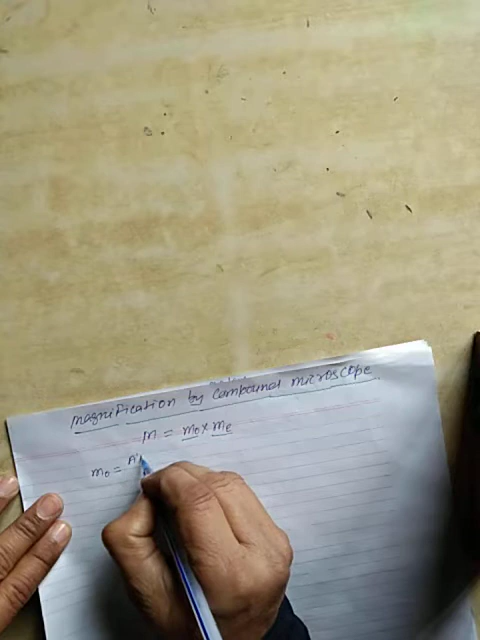 magnification by Compound microscope
M = mo x me
mo = A'